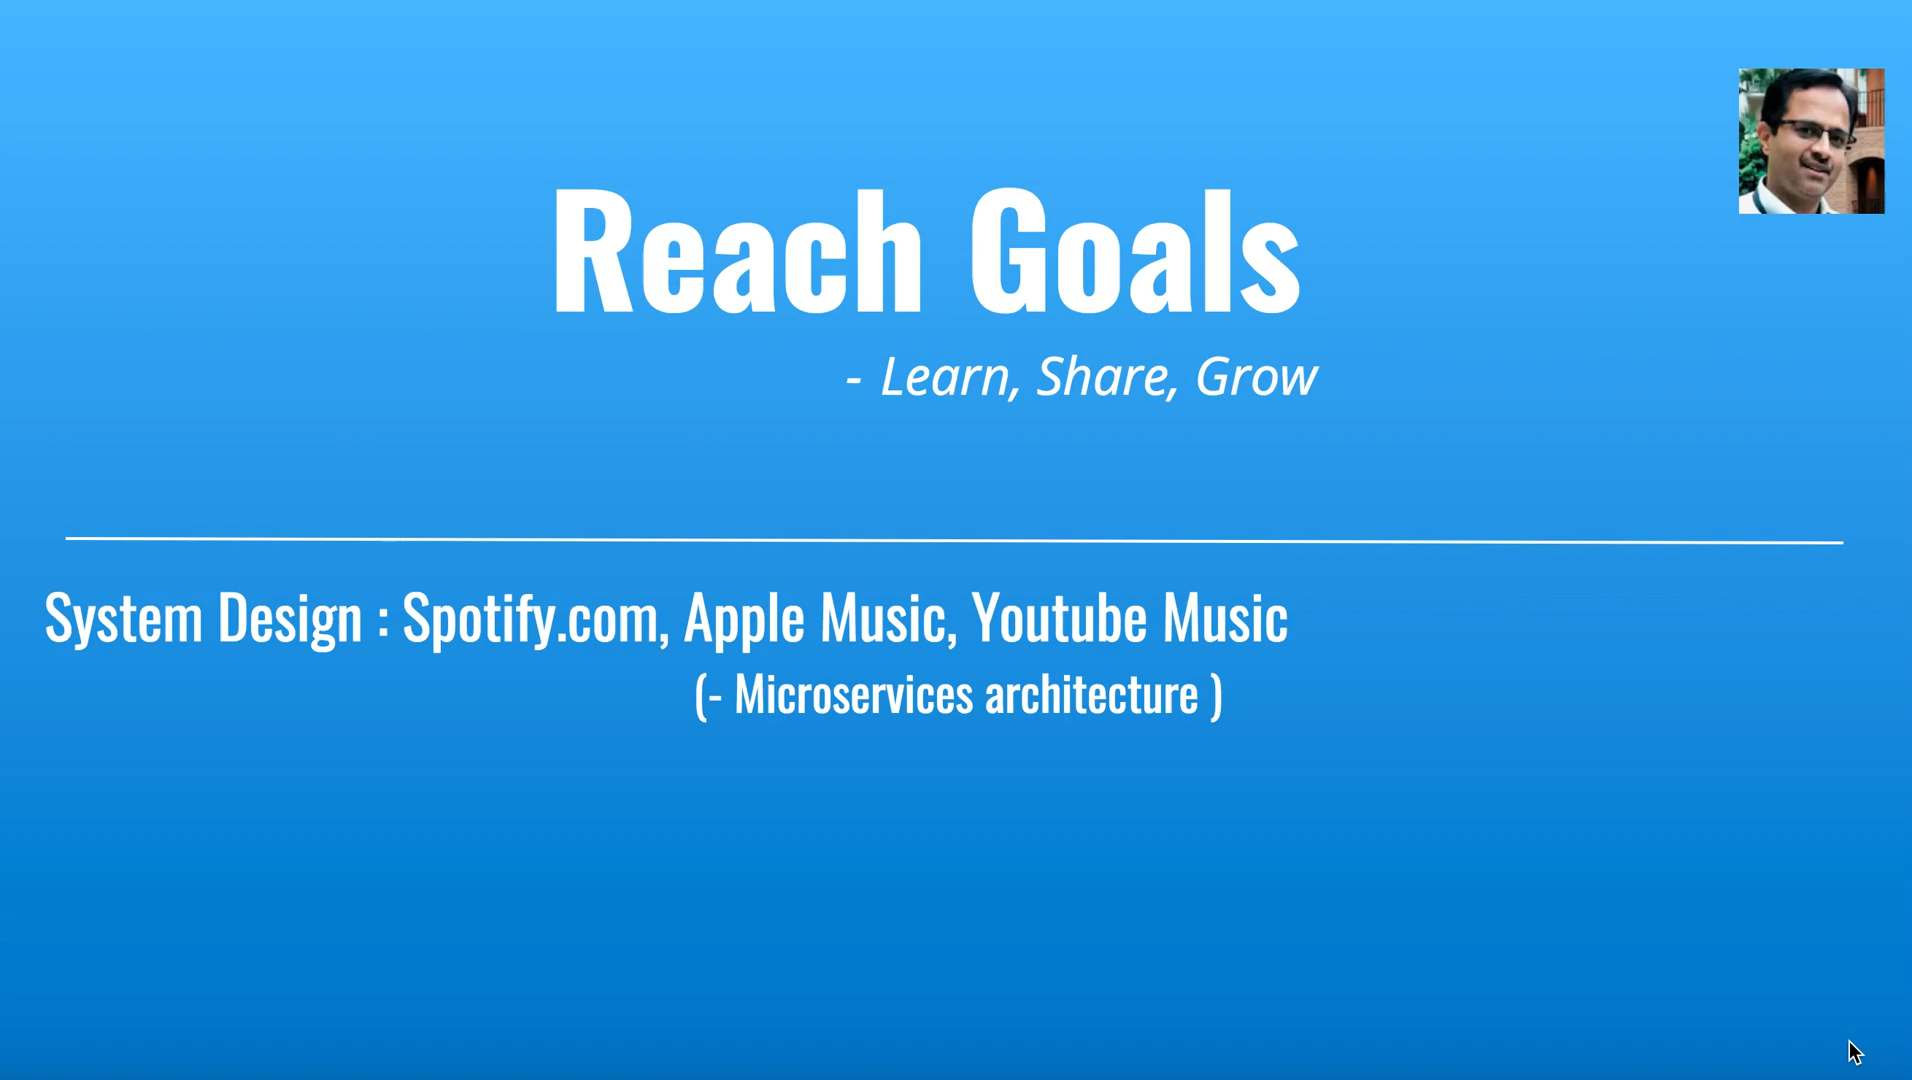 Reach Goals
- Learn, Share, Grow
System Design : Spotify.com, Apple Music, Youtube Music
(- Microservices architecture )